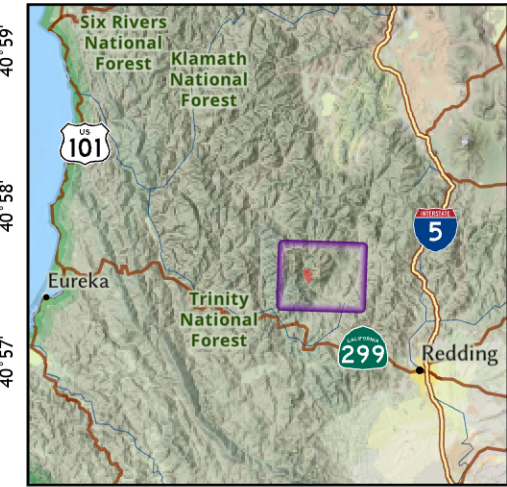 40°59'
40°58'
40°57'
Six Rivers
National
Forest
Klamath
National
Forest
US
101
INTERSTATE
5
Eureka
Trinity
National
Forest
CALIFORNIA
299
Redding